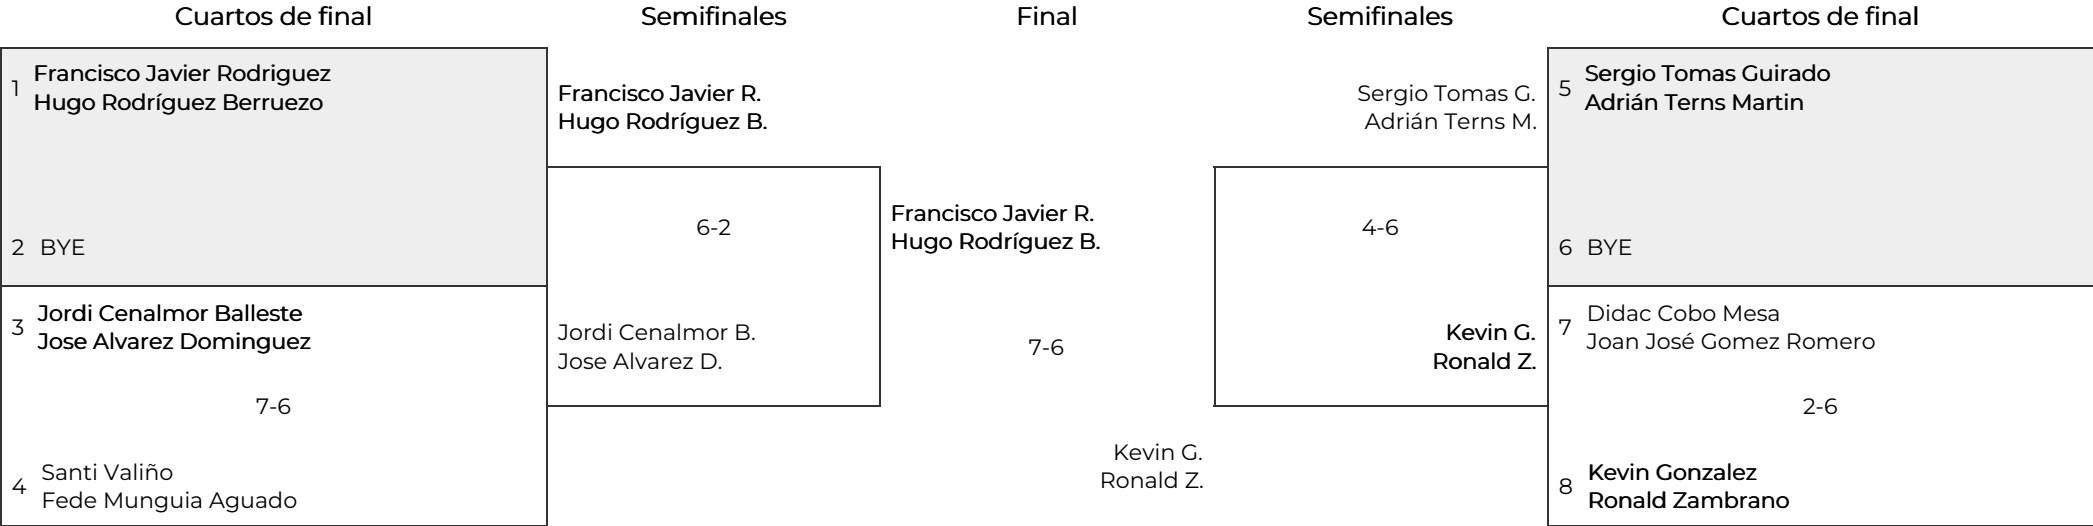 Cuartos de final
Semifinales
Final
Semifinales
Cuartos de final
1
Francisco Javier Rodriguez
Hugo Rodríguez Berruezo
2 BYE
3
Jordi Cenalmor Balleste
Jose Alvarez Dominguez
7-6
4
Santi Valiño
Fede Munguia Aguado
Francisco Javier R.
Hugo Rodríguez B.
6-2
Jordi Cenalmor B.
Jose Alvarez D.
Francisco Javier R.
Hugo Rodríguez B.
7-6
Kevin G.
Ronald Z.
Sergio Tomas G.
Adrián Terns M.
4-6
Kevin G.
Ronald Z.
5
Sergio Tomas Guirado
Adrián Terns Martin
6 BYE
7
Didac Cobo Mesa
Joan José Gomez Romero
2-6
8
Kevin Gonzalez
Ronald Zambrano